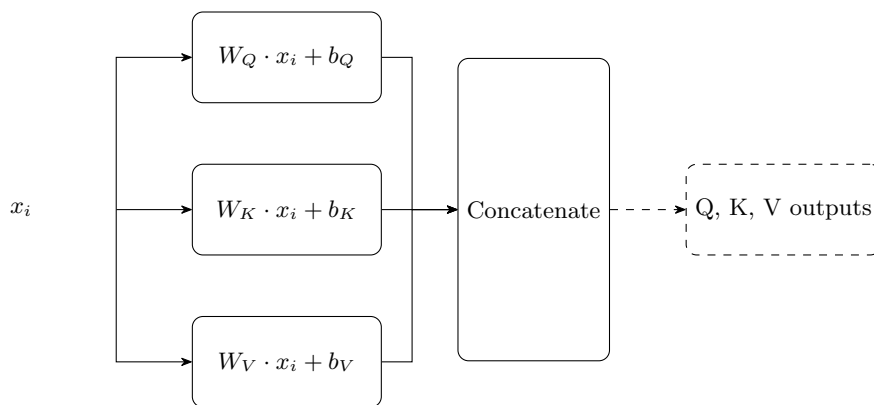 W_Q · x_i + b_Q
x_i
W_K · x_i + b_K
Concatenate
Q, K, V outputs
W_V · x_i + b_V